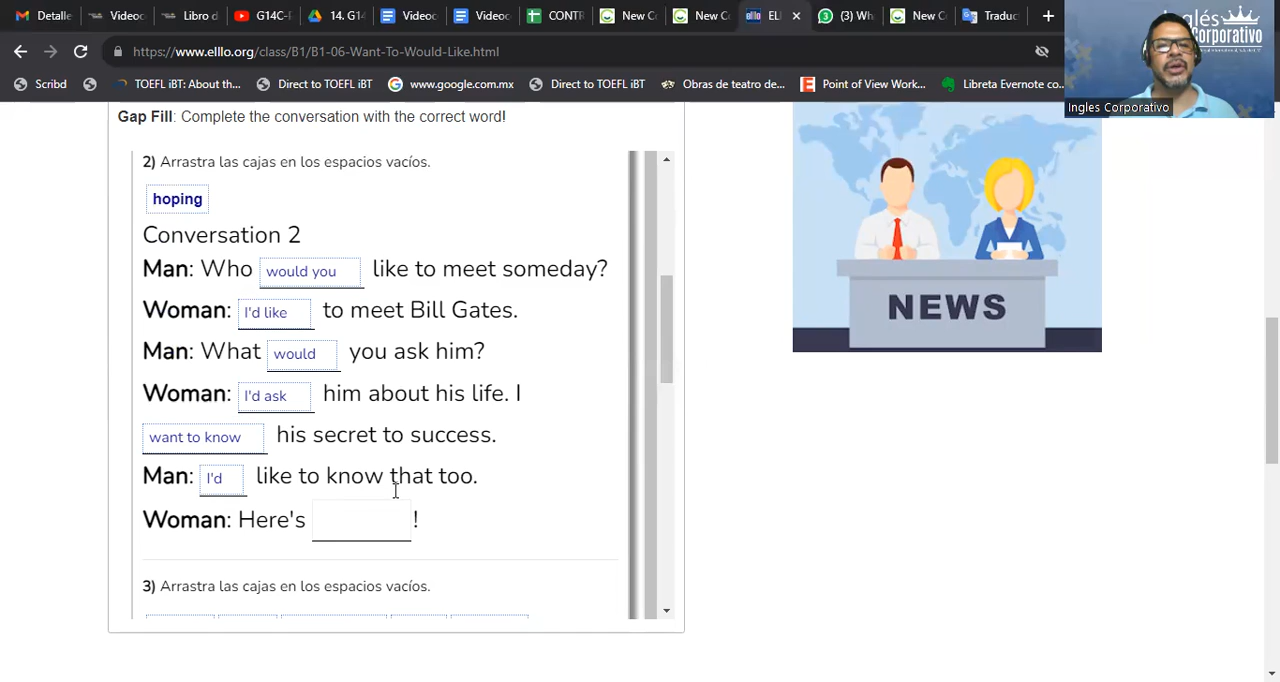 Detalle
Videoc
Libro d
G14C-F
14. G14
Videoc
Videoc
CONTR
New Co
New Co
ELl
(3) Wh
New C
Traduc
https://www.elllo.org/class/B1/B1-06-Want-To-Would-Like.html
Scribd
TOEFL iBT: About th...
Direct to TOEFL iBT
www.google.com.mx
Direct to TOEFL iBT
Obras de teatro de...
Point of View Work...
Libreta Evernote co...
Inglés
Corporativo
Ingles Corporativo
Gap Fill: Complete the conversation with the correct word!
2) Arrastra las cajas en los espacios vacíos.
hoping
Conversation 2
Man: Who would you like to meet someday?
Woman: I'd like to meet Bill Gates.
Man: What would you ask him?
Woman: I'd ask him about his life. I
want to know his secret to success.
Man: I'd like to know that too.
Woman: Here's !
3) Arrastra las cajas en los espacios vacíos.
NEWS